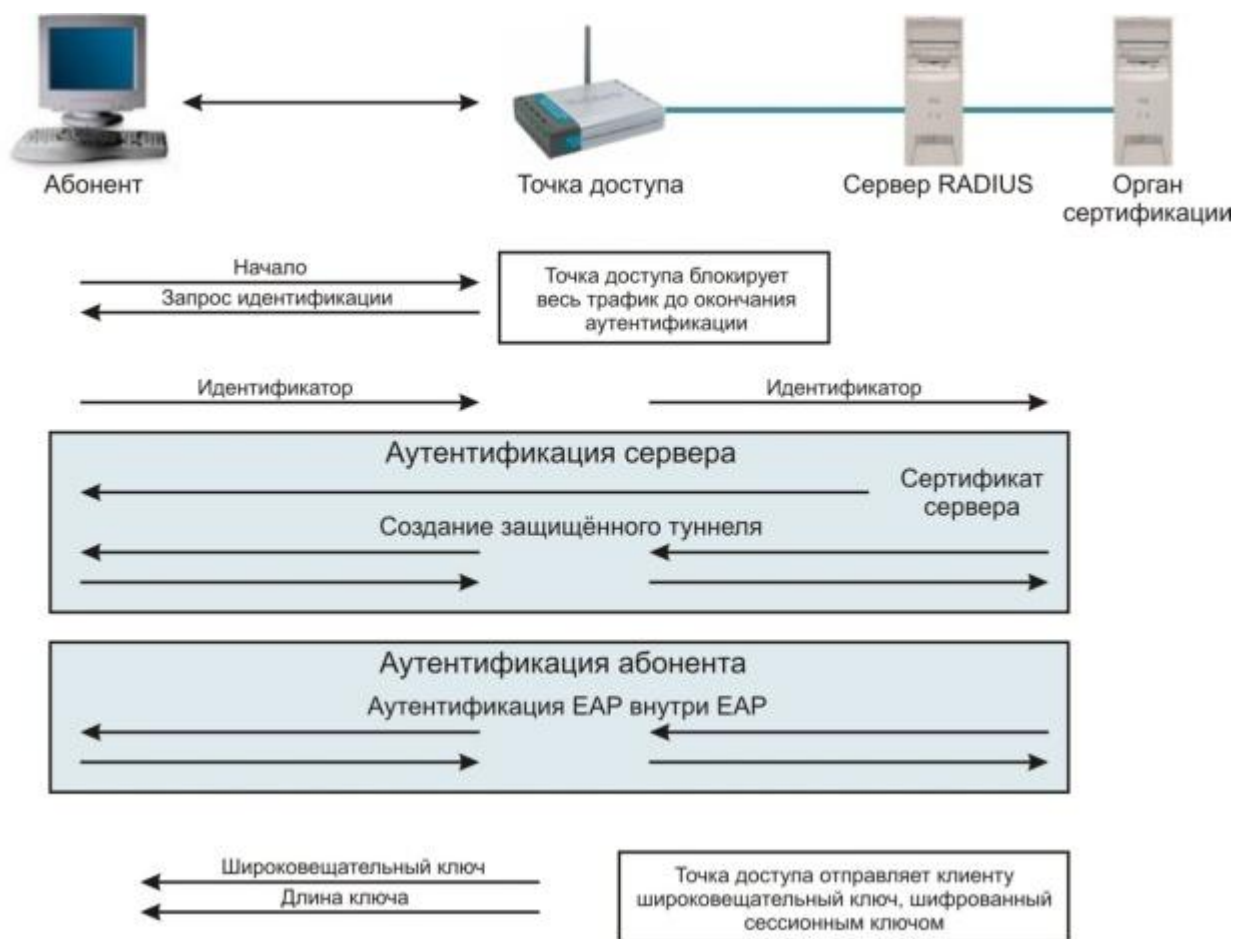 Абонент
Точка доступа
Сервер RADIUS
Орган
сертификации
Начало
Запрос идентификации
Точка доступа блокирует
весь трафик до окончания
аутентификации
Идентификатор
Идентификатор
Аутентификация сервера
Сертификат
сервера
Создание защищённого туннеля
Аутентификация абонента
Аутентификация EAP внутри EAP
Широковещательный ключ
Длина ключа
Точка доступа отправляет клиенту
широковещательный ключ, шифрованный
сессионным ключом